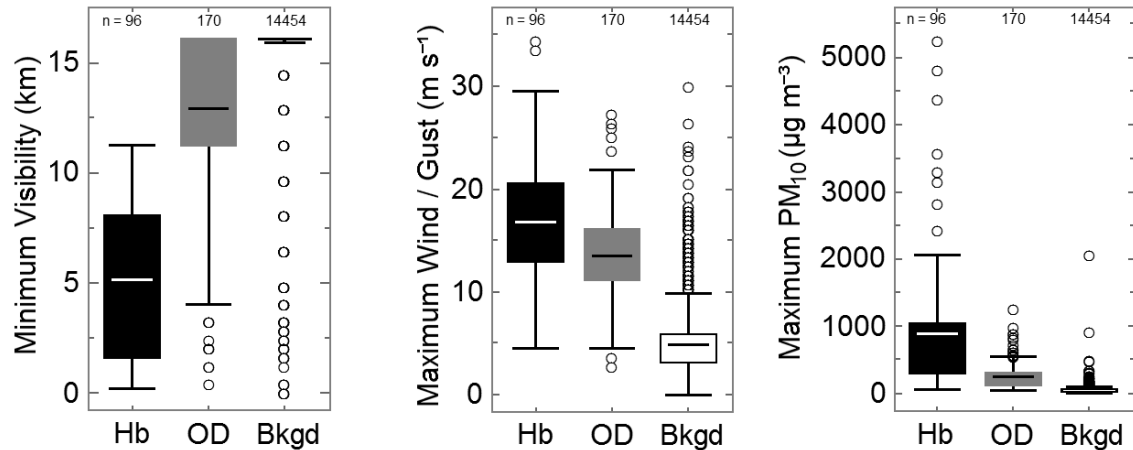 n = 96 170 14454
Minimum Visibility (km)
15
10
5
0
Hb OD Bkgd
n = 96 170 14454
Maximum Wind / Gust (m s⁻¹)
30
20
10
0
Hb OD Bkgd
n = 96 170 14454
Maximum PM₁₀ (µg m⁻³)
5000
4000
3000
2000
1000
0
Hb OD Bkgd